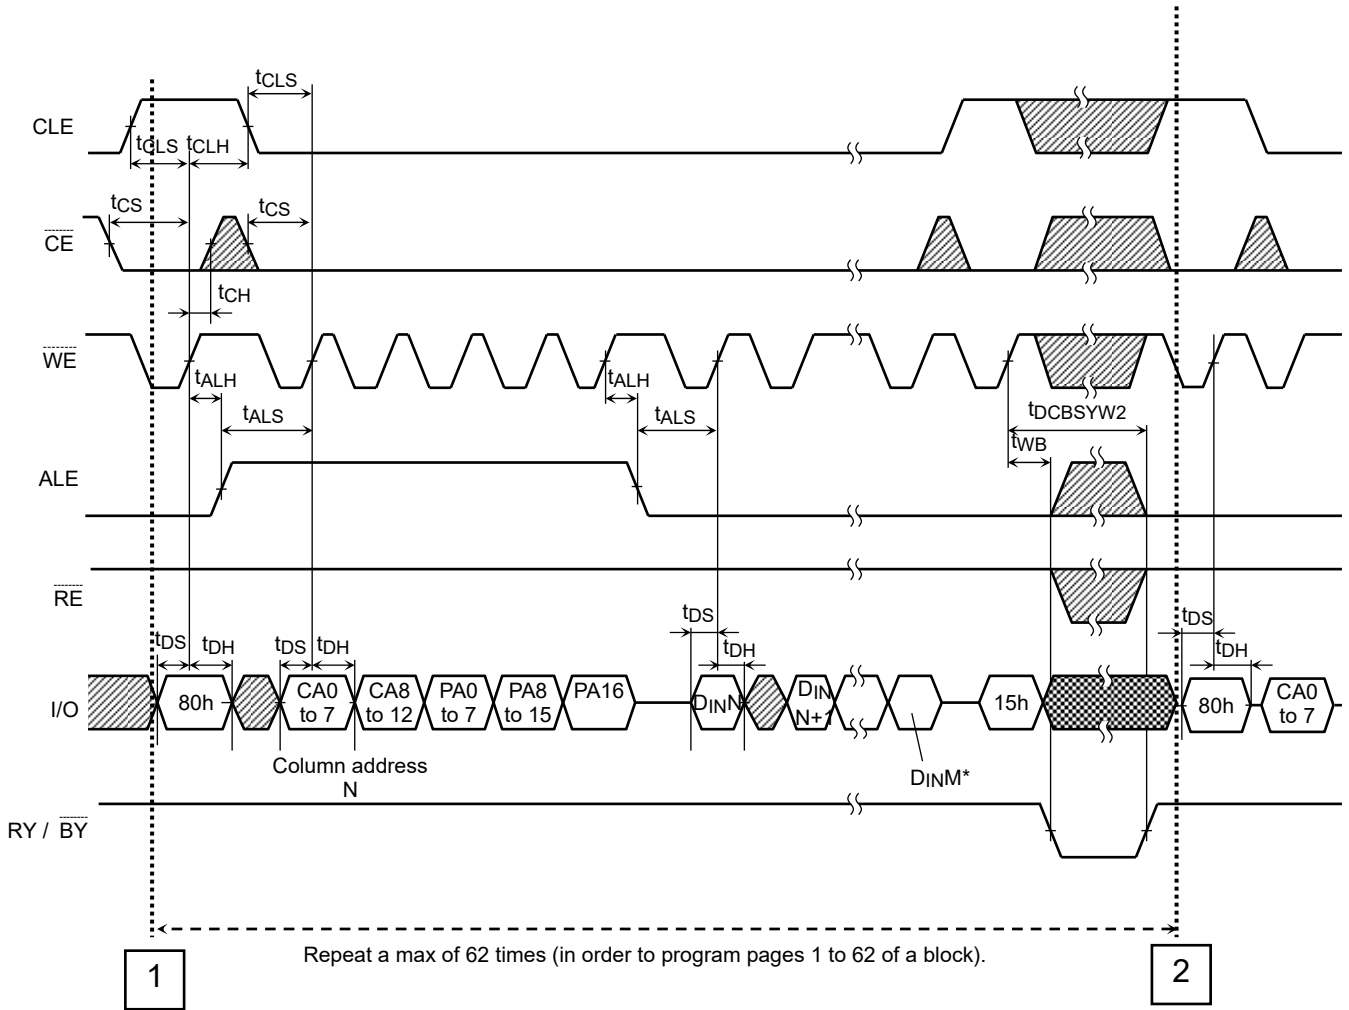 tCLS
CLE
tCLS tCLH
tCS tCS
CE
tCH
WE
tALH tALH
tALS tALS tDCBSYW2
tWB
ALE
RE
tDS tDH tDS tDH tDS tDH tDS tDH
I/O
80h
CA0 to 7
CA8 to 12
PA0 to 7
PA8 to 15
PA16
DINN
DIN N+1
15h
80h
CA0 to 7
Column address
N
DINM*
RY / BY
Repeat a max of 62 times (in order to program pages 1 to 62 of a block).
1
2